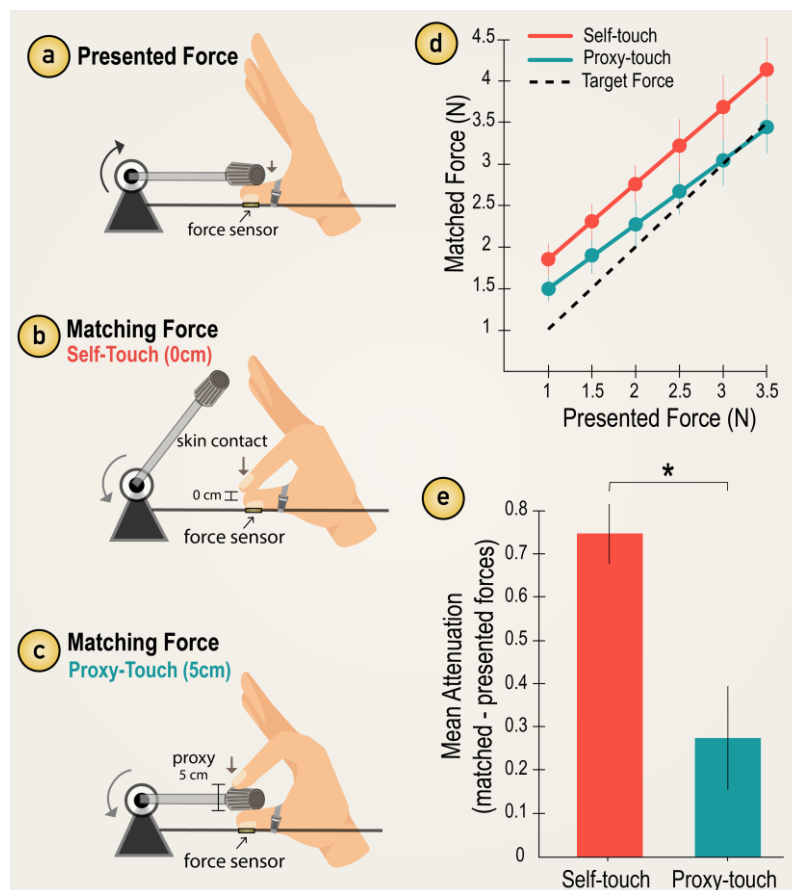 a Presented Force
force sensor
b Matching Force
Self-Touch (0cm)
skin contact
0 cm
force sensor
c Matching Force
Proxy-Touch (5cm)
proxy
5 cm
force sensor
d
Self-touch
Proxy-touch
Target Force
Matched Force (N)
4.5
4
3.5
3
2.5
2
1.5
1
1 1.5 2 2.5 3 3.5
Presented Force (N)
e
*
Mean Attenuation
(matched - presented forces)
0.8
0.7
0.6
0.5
0.4
0.3
0.2
0.1
0
Self-touch Proxy-touch